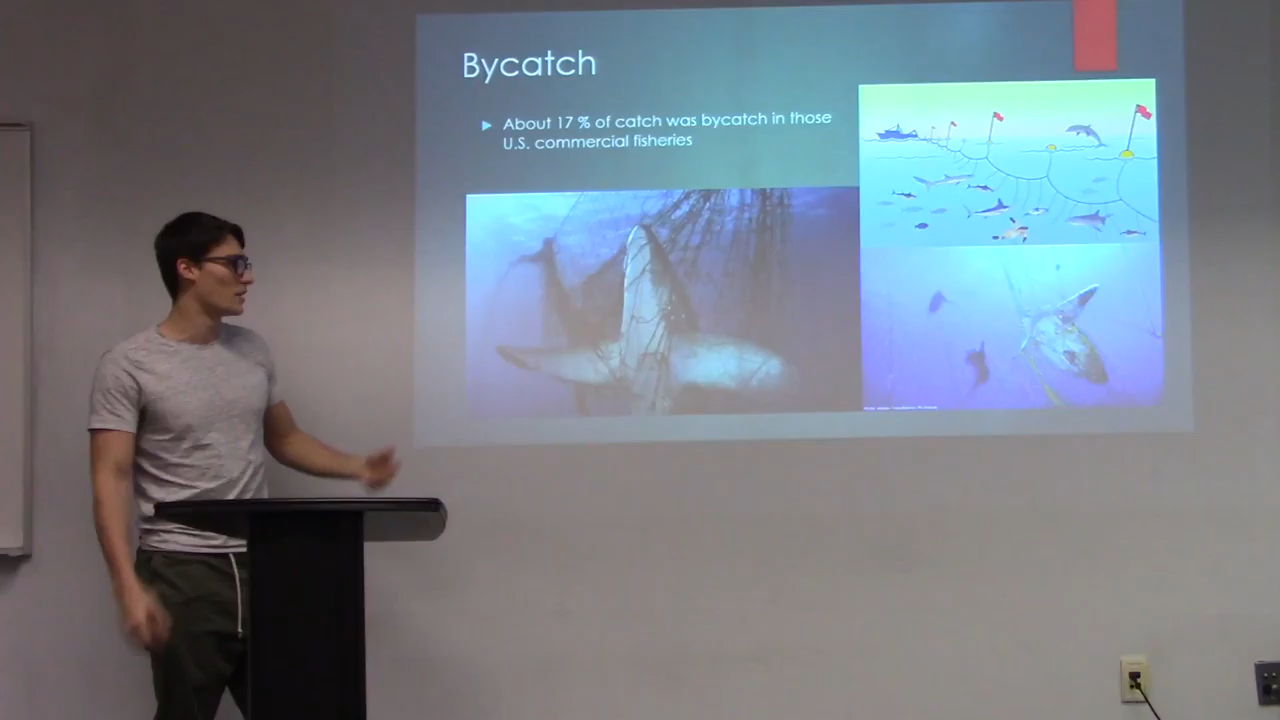 Bycatch
About 17 % of catch was bycatch in those
U.S. commercial fisheries